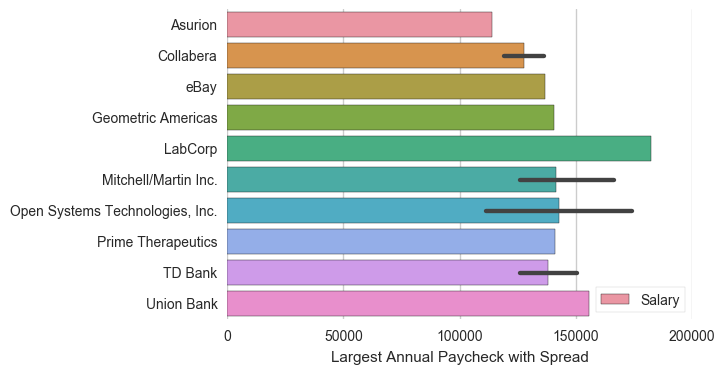 Asurion
Collabera
eBay
Geometric Americas
LabCorp
Mitchell/Martin Inc.
Open Systems Technologies, Inc.
Prime Therapeutics
TD Bank
Union Bank
Salary
0 50000 100000 150000 200000
Largest Annual Paycheck with Spread